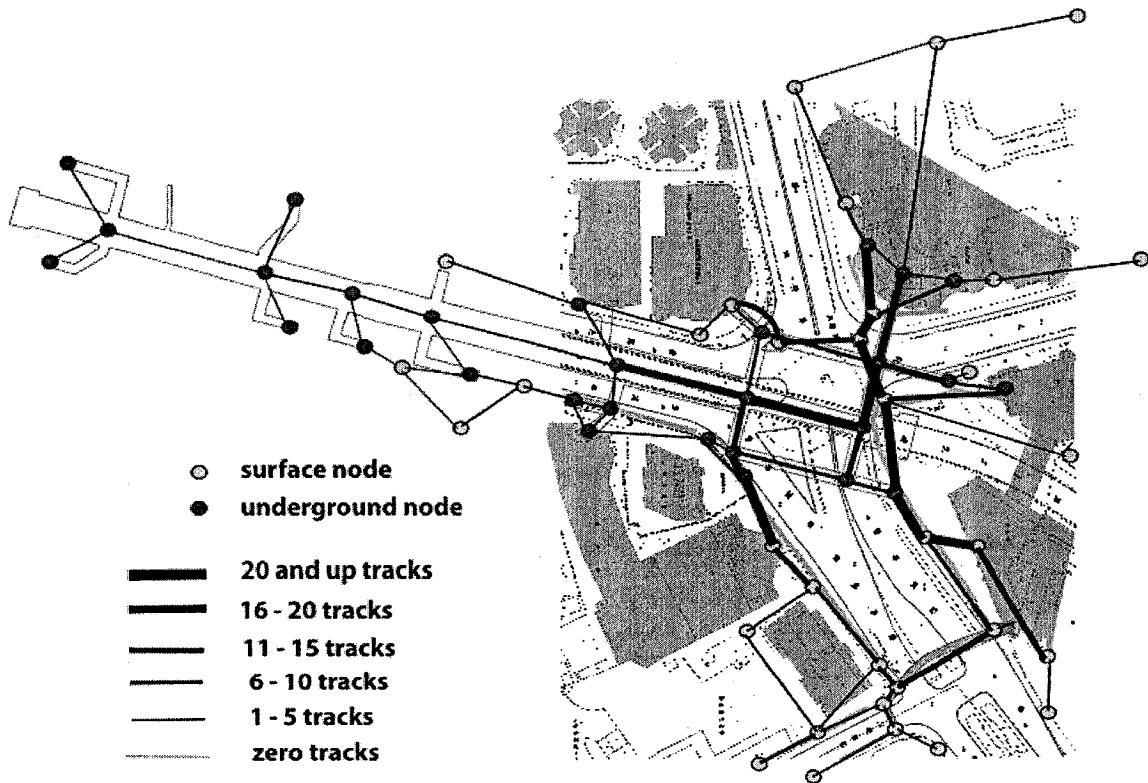 surface node
underground node
20 and up tracks
16 - 20 tracks
11 - 15 tracks
6 - 10 tracks
1 - 5 tracks
zero tracks